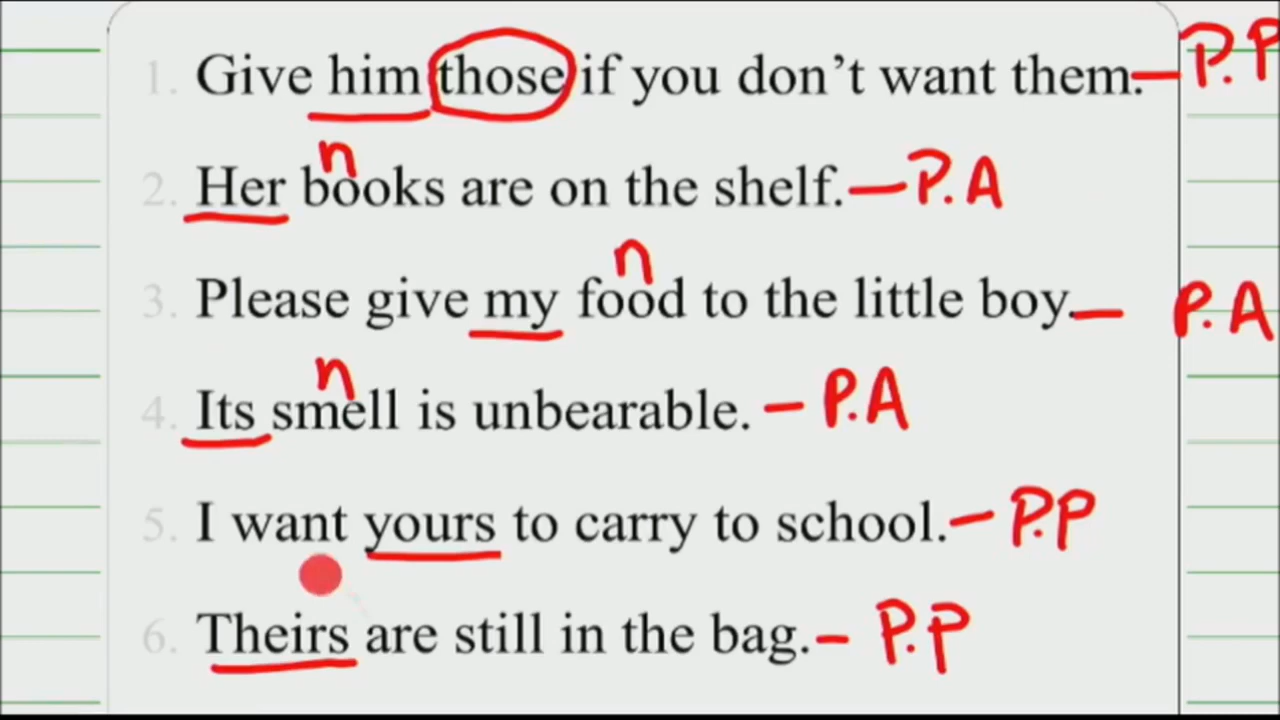 1. Give him those if you don't want them.— P.P
n
2. Her books are on the shelf.— P.A
n
3. Please give my food to the little boy.— P.A
n
4. Its smell is unbearable. — P.A
5. I want yours to carry to school.— P.P
6. Theirs are still in the bag.— P.P